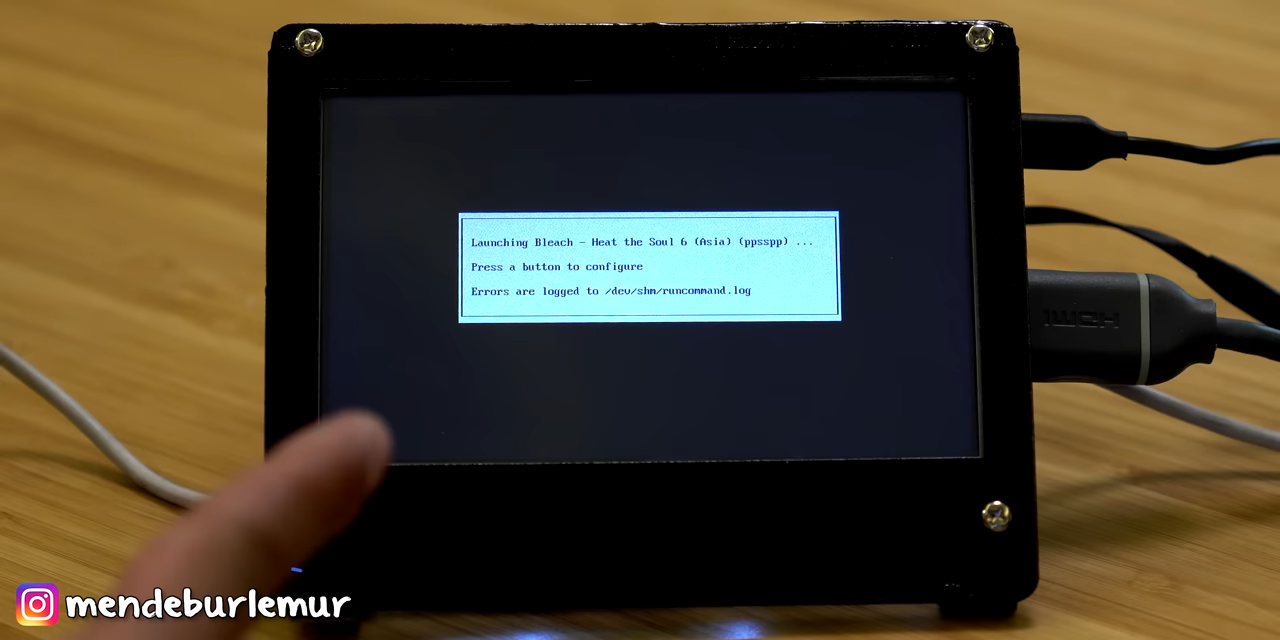 Launching Bleach - Heat the Soul 6 (Asia) (ppsspp) ...
Press a button to configure
Errors are logged to /dev/shm/runcommand.log
HDMI
mendeburlemur